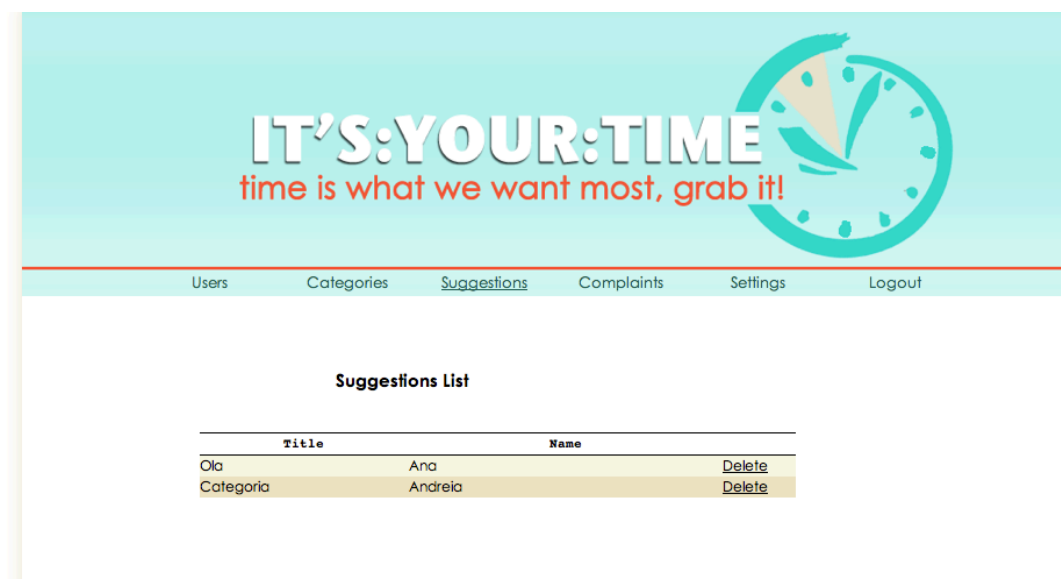 IT'S:YOUR:TIME
time is what we want most, grab it!
Users Categories Suggestions Complaints Settings Logout
Suggestions List
Title Name
Ola Ana Delete
Categoria Andreia Delete